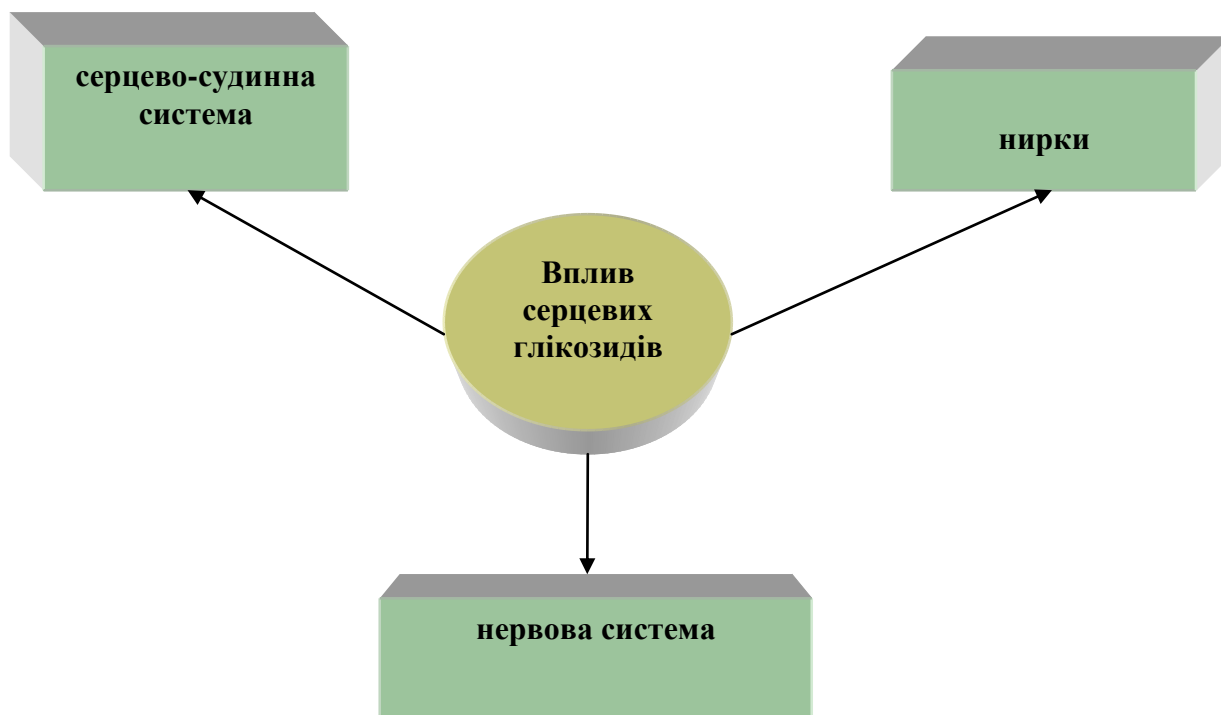 серцево-судинна
система
нирки
Вплив
серцевих
глікозидів
нервова система